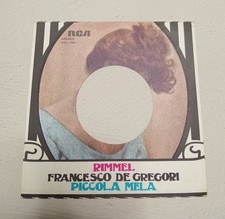 RCA
RIMMEL
FRANCESCO DE GREGORI
PICCOLA MELA